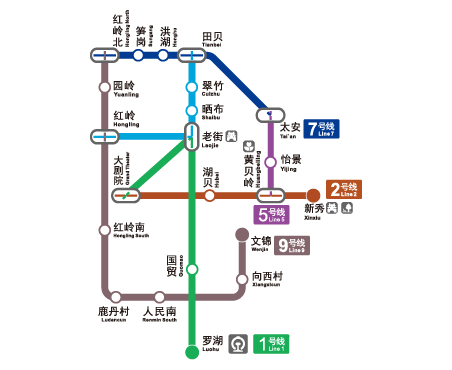 红岭北
Hongling North
笋岗
Sungang
洪湖
Honghu
田贝
Tianbei
园岭
Yuanling
翠竹
Cuizhu
晒布
Shaibu
红岭
Hongling
老街
Laojie
太安
Tai'an
7号线
Line 7
大剧院
Grand Theater
湖贝
Hubei
黄贝岭
Huangbeiling
怡景
Yijing
2号线
Line 2
新秀
Xinxiu
5号线
Line 5
红岭南
Hongling South
文锦
Wenjin
9号线
Line 9
国贸
Guomao
向西村
Xiangxicun
鹿丹村
Ludancun
人民南
Renmin South
罗湖
Luohu
1号线
Line 1